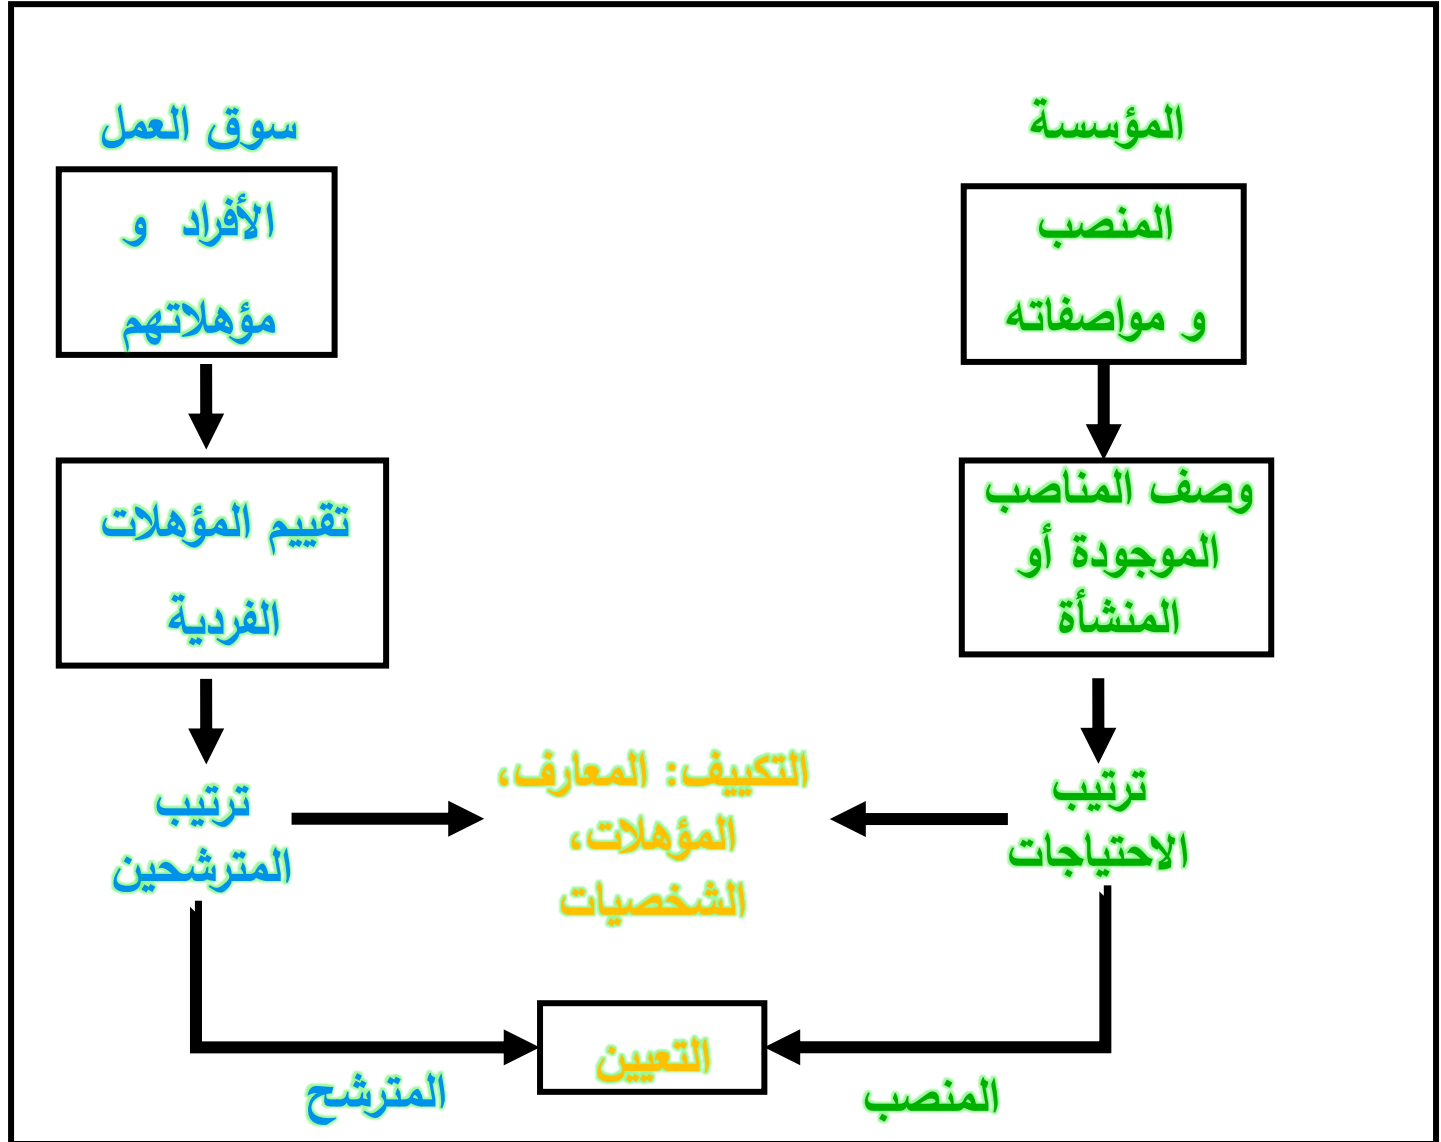 المؤسسة
سوق العمل
المنصب
و مواصفاته
الأفراد و
مؤهلاتهم
وصف المناصب
الموجودة أو
المنشأة
تقييم المؤهلات
الفردية
ترتيب
الاحتياجات
التكييف: المعارف،
المؤهلات،
الشخصيات
ترتيب
المترشحين
المنصب
التعيين
المترشح